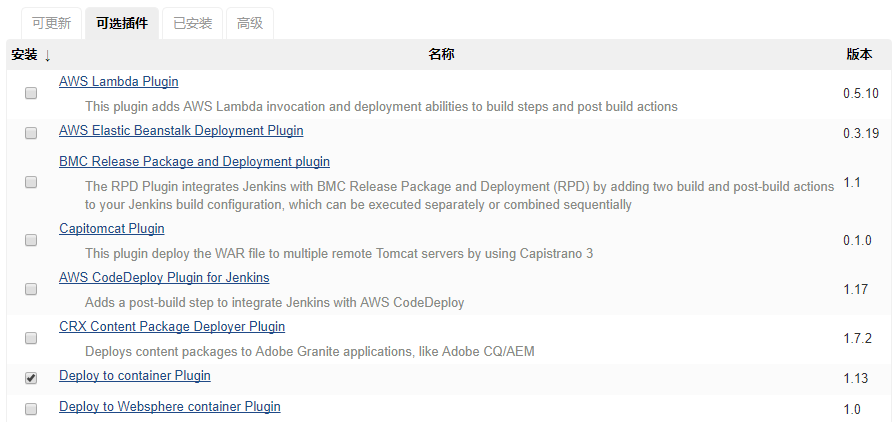 可更新 可选插件 已安装 高级
安装 ↓ 名称 版本
AWS Lambda Plugin
This plugin adds AWS Lambda invocation and deployment abilities to build steps and post build actions
0.5.10
AWS Elastic Beanstalk Deployment Plugin 0.3.19
BMC Release Package and Deployment plugin
The RPD Plugin integrates Jenkins with BMC Release Package and Deployment (RPD) by adding two build and post-build actions
to your Jenkins build configuration, which can be executed separately or combined sequentially
1.1
Capitomcat Plugin
This plugin deploy the WAR file to multiple remote Tomcat servers by using Capistrano 3
0.1.0
AWS CodeDeploy Plugin for Jenkins
Adds a post-build step to integrate Jenkins with AWS CodeDeploy
1.17
CRX Content Package Deployer Plugin
Deploys content packages to Adobe Granite applications, like Adobe CQ/AEM
1.7.2
Deploy to container Plugin 1.13
Deploy to Websphere container Plugin 1.0